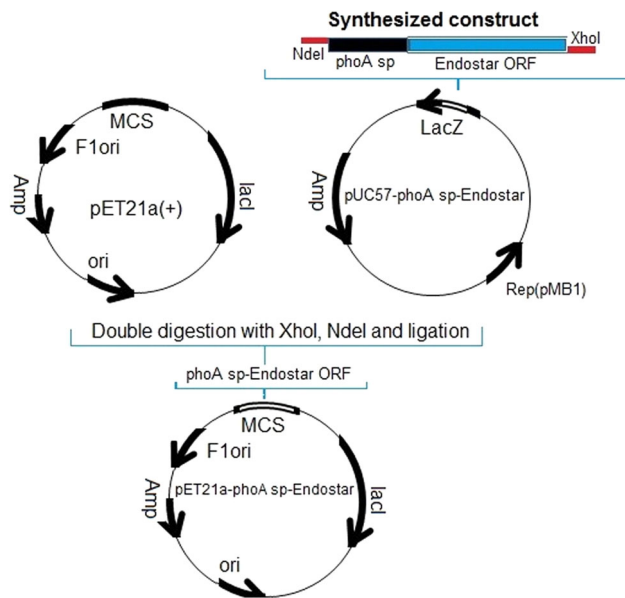 Synthesized construct
NdeI
phoA sp
Endostar ORF
XhoI
MCS
F1ori
Amp
lacI
pET21a(+)
ori
LacZ
Amp
pUC57-phoA sp-Endostar
Rep(pMB1)
Double digestion with XhoI, NdeI and ligation
phoA sp-Endostar ORF
MCS
F1ori
Amp
lacI
pET21a-phoA sp-Endostar
ori